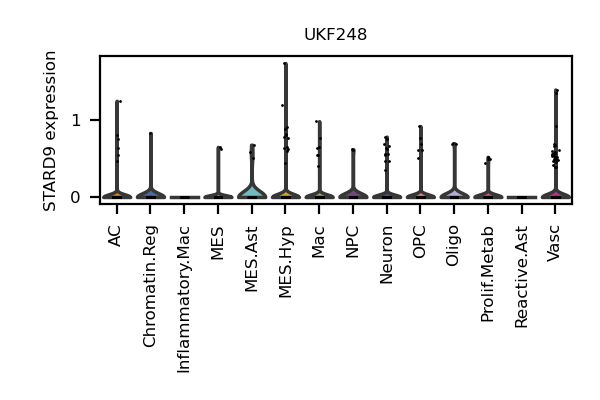 UKF248
STARD9 expression
1
0
AC
Chromatin.Reg
Inflammatory.Mac
MES
MES.Ast
MES.Hyp
Mac
NPC
Neuron
OPC
Oligo
Prolif.Metab
Reactive.Ast
Vasc